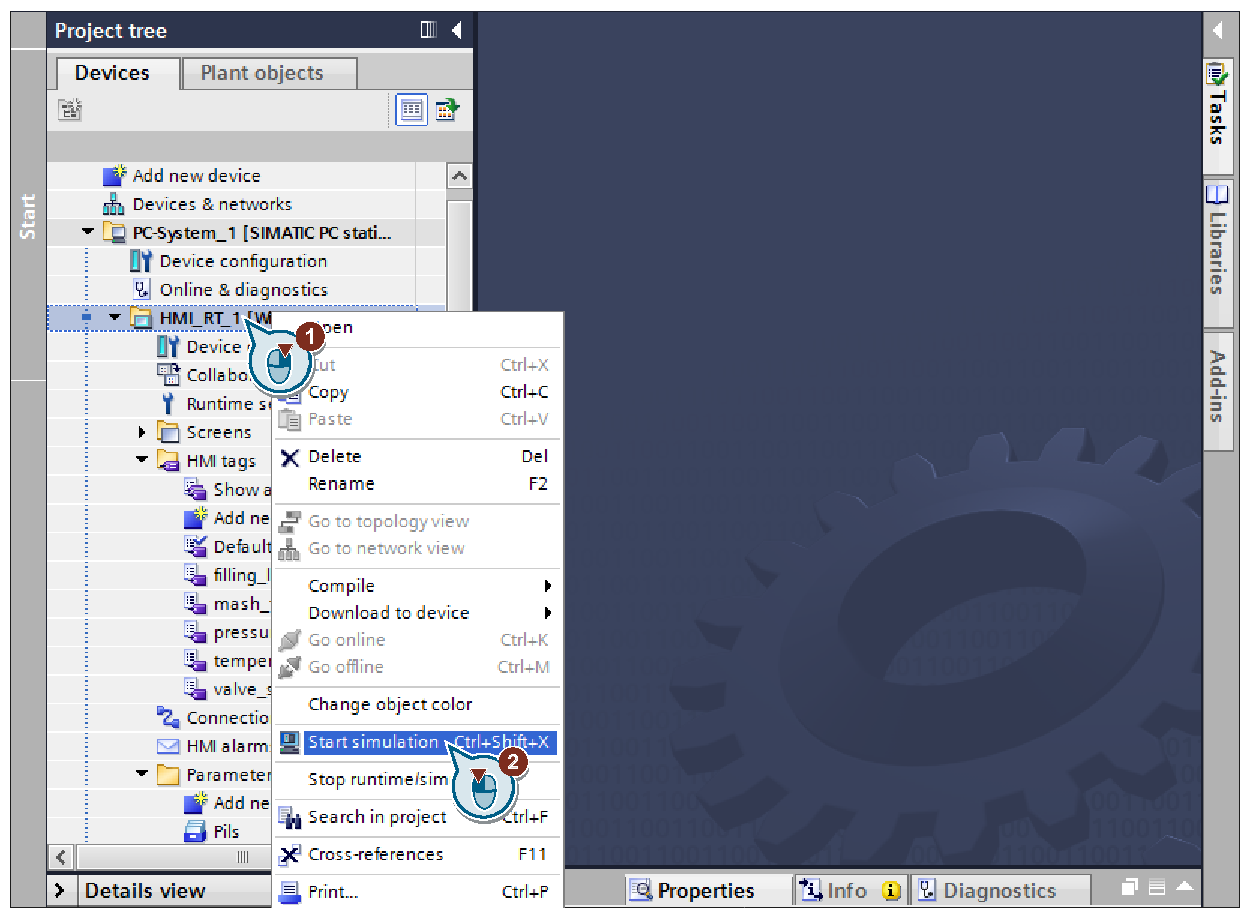 Project tree
Devices
Plant objects
Start
Add new device
Devices & networks
PC-System_1 [SIMATIC PC stati...
Device configuration
Online & diagnostics
HMI_RT_1 [W
1
Device
Collabo
Runtime s
Screens
HMI tags
Show a
Add ne
Default
filling_l
mash_
pressu
temper
valve_s
Connectio
HMI alarm
Parameter
Add ne
Pils
Details view
pen
Cut Ctrl+X
Copy Ctrl+C
Paste Ctrl+V
Delete Del
Rename F2
Go to topology view
Go to network view
Compile
Download to device
Go online Ctrl+K
Go offline Ctrl+M
Change object color
Start simulation Ctrl+Shift+X
2
Stop runtime/sim
Search in project Ctrl+F
Cross-references F11
Print... Ctrl+P
Properties
Info
Diagnostics
Tasks
Libraries
Add-ins